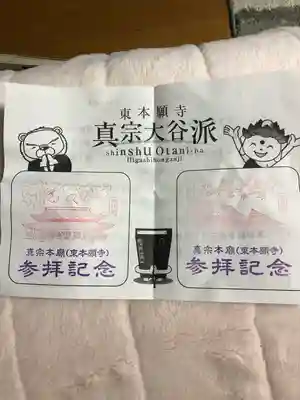 東本願寺
真宗大谷派
Shinshu Otani-ha
Higashihonganji
真宗本廟(東本願寺)
参拝記念
真宗本廟(東本願寺)
参拝記念